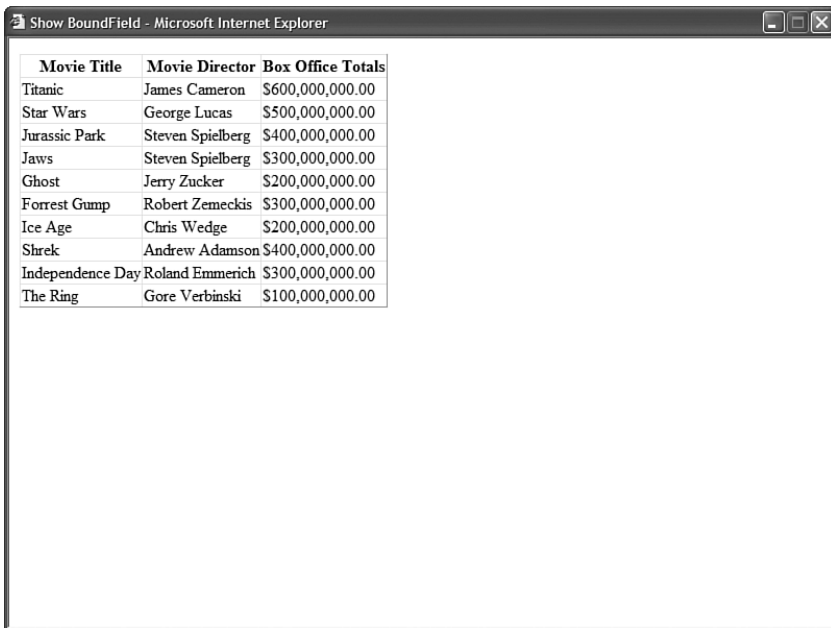 Show BoundField - Microsoft Internet Explorer
Movie Title Movie Director Box Office Totals
Titanic James Cameron $600,000,000.00
Star Wars George Lucas $500,000,000.00
Jurassic Park Steven Spielberg $400,000,000.00
Jaws Steven Spielberg $300,000,000.00
Ghost Jerry Zucker $200,000,000.00
Forrest Gump Robert Zemeckis $300,000,000.00
Ice Age Chris Wedge $200,000,000.00
Shrek Andrew Adamson $400,000,000.00
Independence Day Roland Emmerich $300,000,000.00
The Ring Gore Verbinski $100,000,000.00